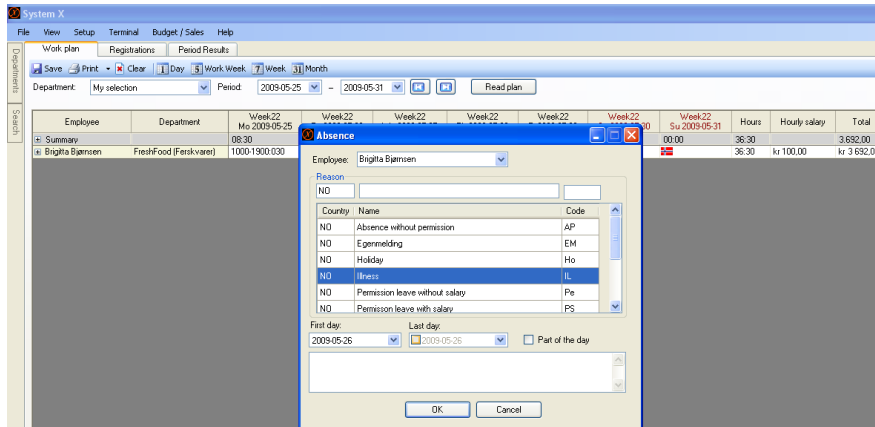 System X
File View Setup Terminal Budget / Sales Help
Work plan Registrations Period Results
Save Print Clear 1 Day 5 Work Week 7 Week 31 Month
Departments
Search
Department: My selection Period: 2009-05-25 – 2009-05-31 Read plan
Employee Department Week22 Week22 Week22 Week22 Week22 Week22 Week22 Hours Hourly salary Total
Mo 2009-05-25 Su 2009-05-31
Summary 08:30 00:00 36:30 3.692,00
Brigitta Bjørnsen FreshFood (Ferskvarer) 1000-1900:030 36:30 kr 100,00 kr 3 692,0
Absence
Employee: Brigitta Bjørnsen
Reason
NO
Country Name Code
NO Absence without permission AP
NO Egenmelding EM
NO Holiday Ho
NO Illness IL
NO Permission leave without salary Pe
NO Permisson leave with salary PS
First day: Last day:
2009-05-26 2009-05-26 Part of the day
OK Cancel